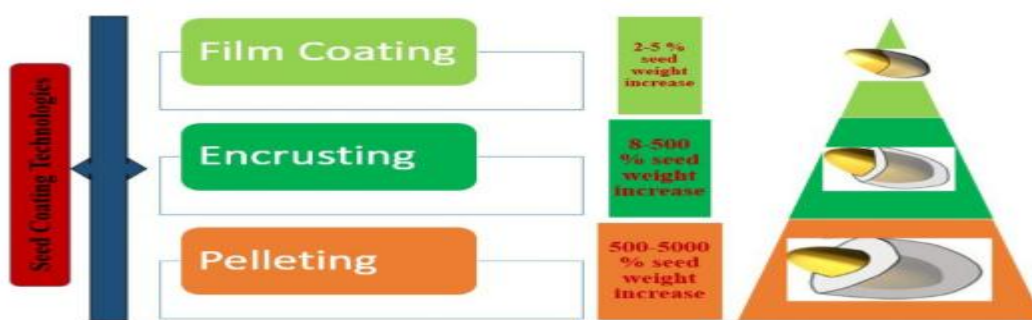 Seed Coating Technologies
Film Coating
2-5 %
seed
weight
increase
Encrusting
8-500
% seed
weight
increase
Pelleting
500-5000
% seed
weight
increase